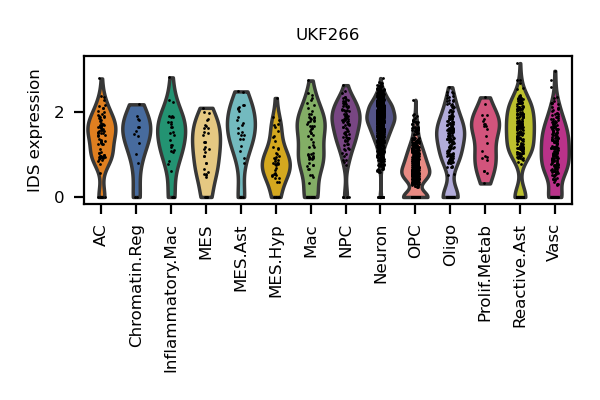 UKF266
IDS expression
2
0
AC
Chromatin.Reg
Inflammatory.Mac
MES
MES.Ast
MES.Hyp
Mac
NPC
Neuron
OPC
Oligo
Prolif.Metab
Reactive.Ast
Vasc